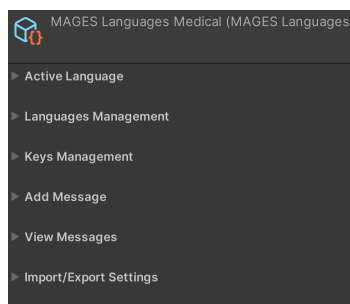 MAGES Languages Medical (MAGES Languages
Active Language
Languages Management
Keys Management
Add Message
View Messages
Import/Export Settings